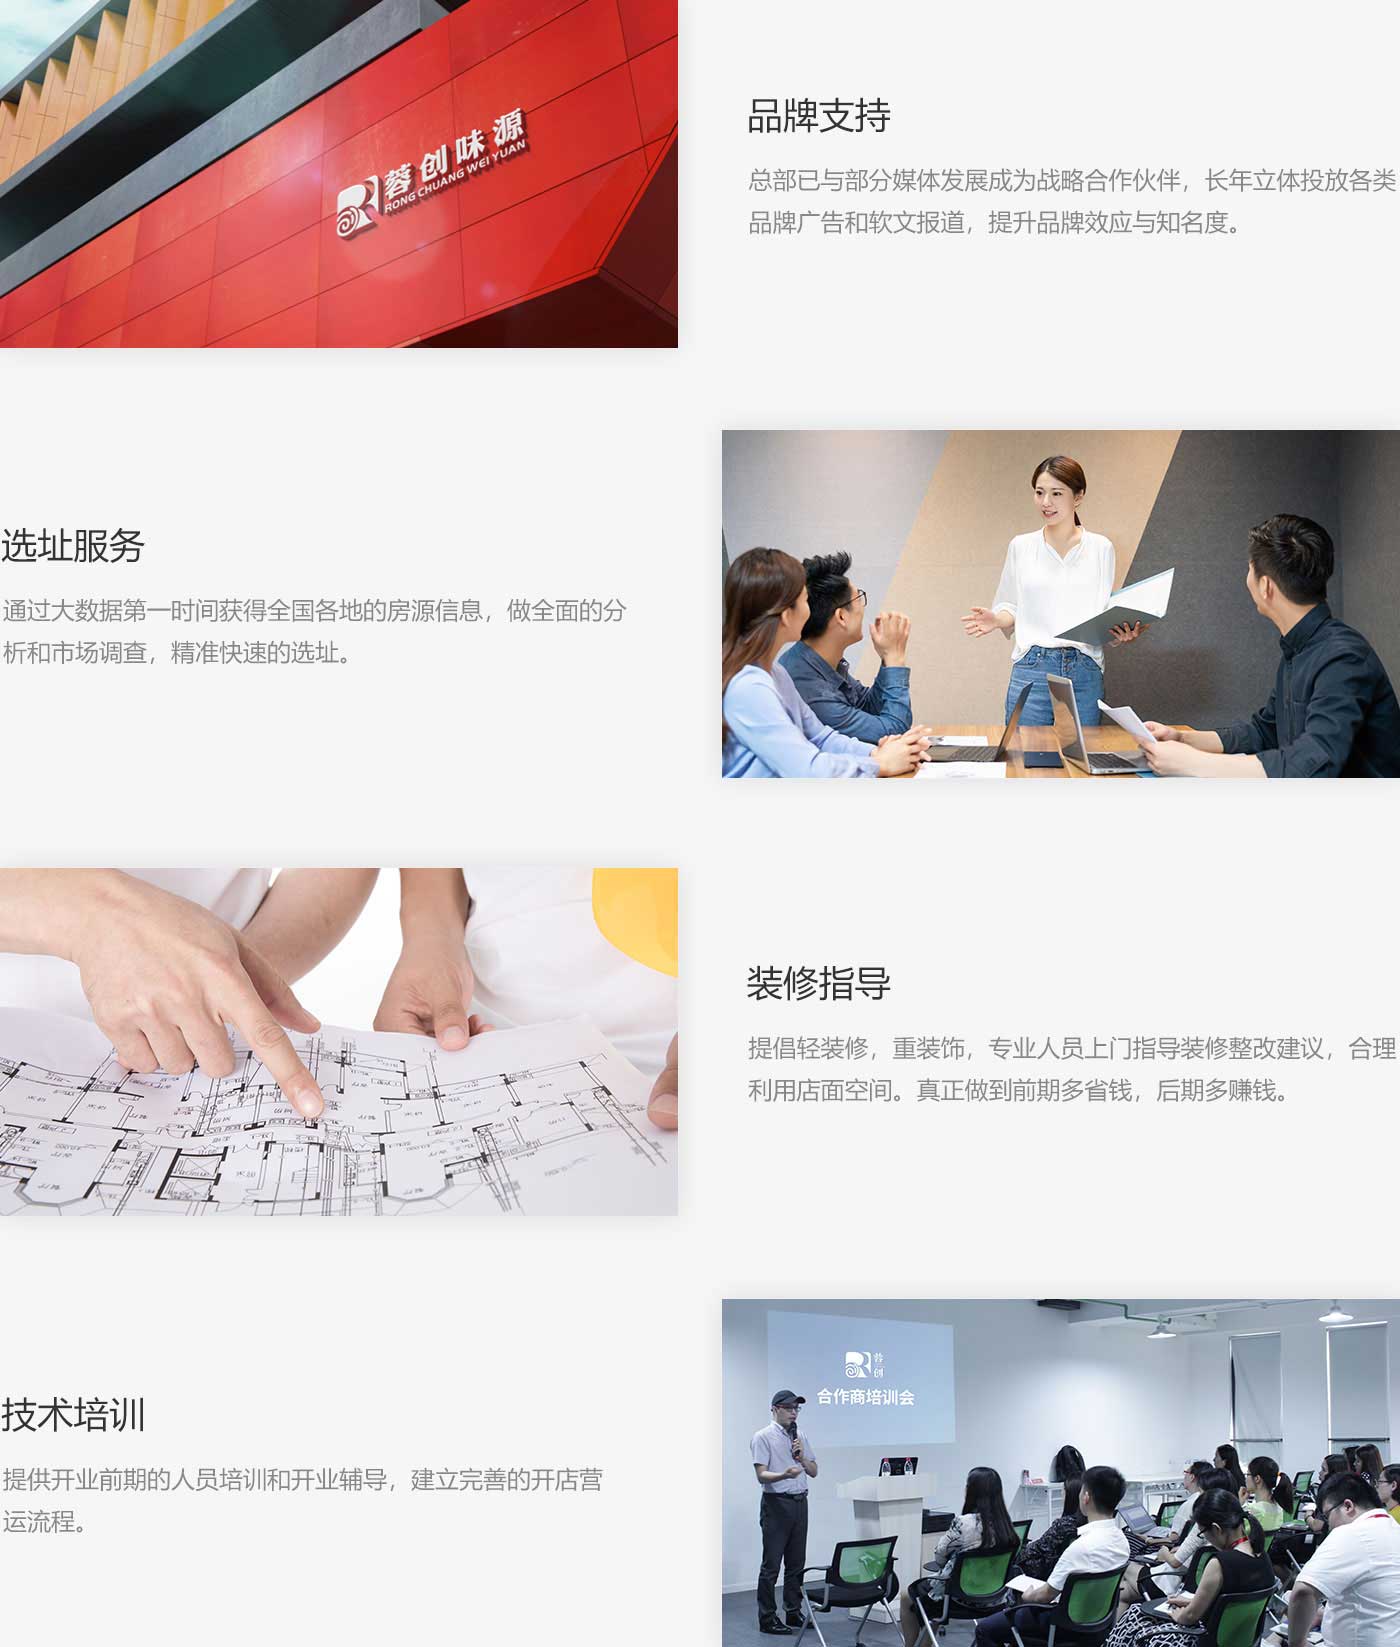 蓉创味源
RONG CHUANG WEI YUAN
品牌支持
总部已与部分媒体发展成为战略合作伙伴，长年立体投放各类
品牌广告和软文报道，提升品牌效应与知名度。
选址服务
通过大数据第一时间获得全国各地的房源信息，做全面的分
析和市场调查，精准快速的选址。
装修指导
提倡轻装修，重装饰，专业人员上门指导装修整改建议，合理
利用店面空间。真正做到前期多省钱，后期多赚钱。
技术培训
提供开业前期的人员培训和开业辅导，建立完善的开店营
运流程。
蓉创
合作商培训会